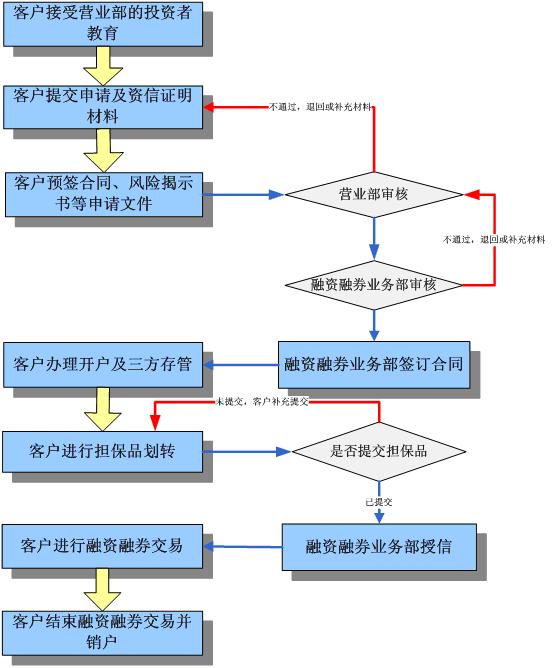 客户接受营业部的投资者
教育
客户提交申请及资信证明
材料
不通过，退回或补充材料
客户预签合同、风险揭示
书等申请文件
营业部审核
不通过，退回或补充材料
融资融券业务部审核
客户办理开户及三方存管
融资融券业务部签订合同
未提交，客户补充提交
客户进行担保品划转
是否提交担保品
已提交
客户进行融资融券交易
融资融券业务部授信
客户结束融资融券交易并
销户